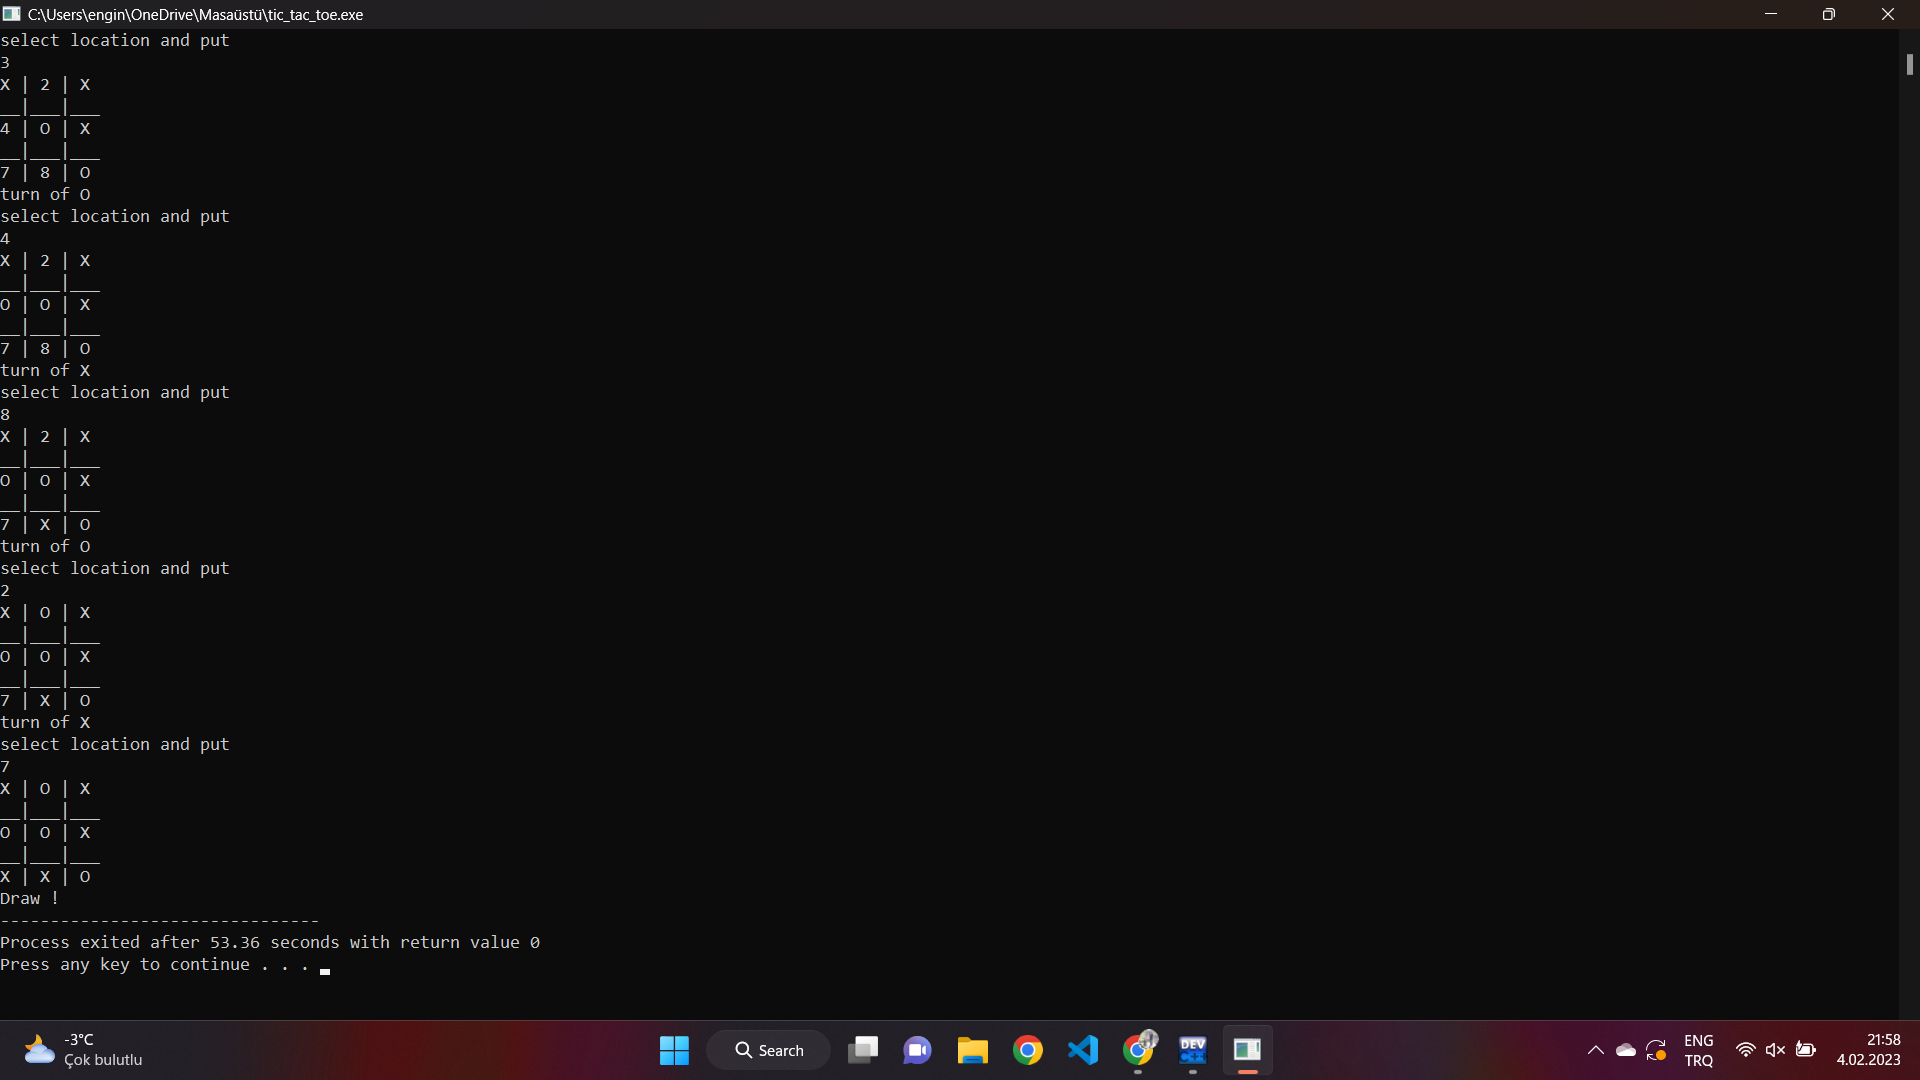 C:\Users\engin\OneDrive\Masaüstü\tic_tac_toe.exe
select location and put
3
X | 2 | X
__|___|___
4 | O | X
__|___|___
7 | 8 | O
turn of O
select location and put
4
X | 2 | X
__|___|___
O | O | X
__|___|___
7 | 8 | O
turn of X
select location and put
8
X | 2 | X
__|___|___
O | O | X
__|___|___
7 | X | O
turn of O
select location and put
2
X | O | X
__|___|___
O | O | X
__|___|___
7 | X | O
turn of X
select location and put
7
X | O | X
__|___|___
O | O | X
__|___|___
X | X | O
Draw !
--------------------------------
Process exited after 53.36 seconds with return value 0
Press any key to continue . . .
-3°C
Çok bulutlu
Search
DEV
C++
ENG
TRQ
21:58
4.02.2023